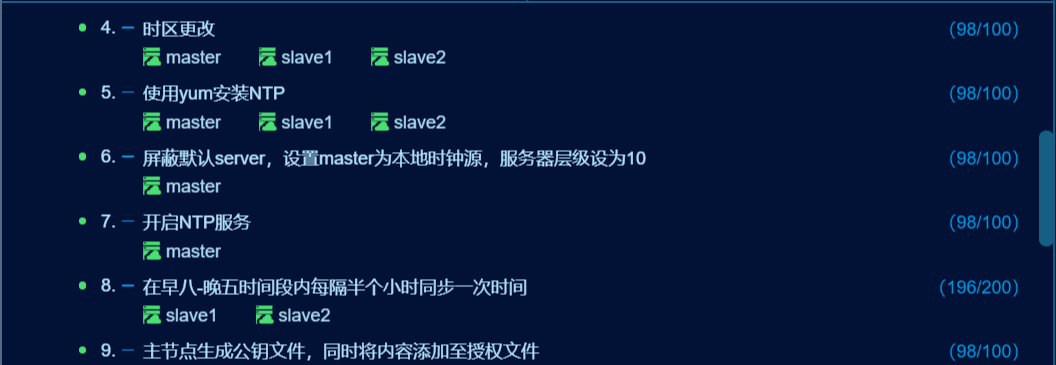 4. 时区更改 (98/100)
master slave1 slave2
5. 使用yum安装NTP (98/100)
master slave1 slave2
6. 屏蔽默认server，设置master为本地时钟源，服务器层级设为10 (98/100)
master
7. 开启NTP服务 (98/100)
master
8. 在早八-晚五时间段内每隔半个小时同步一次时间 (196/200)
slave1 slave2
9. 主节点生成公钥文件，同时将内容添加至授权文件 (98/100)